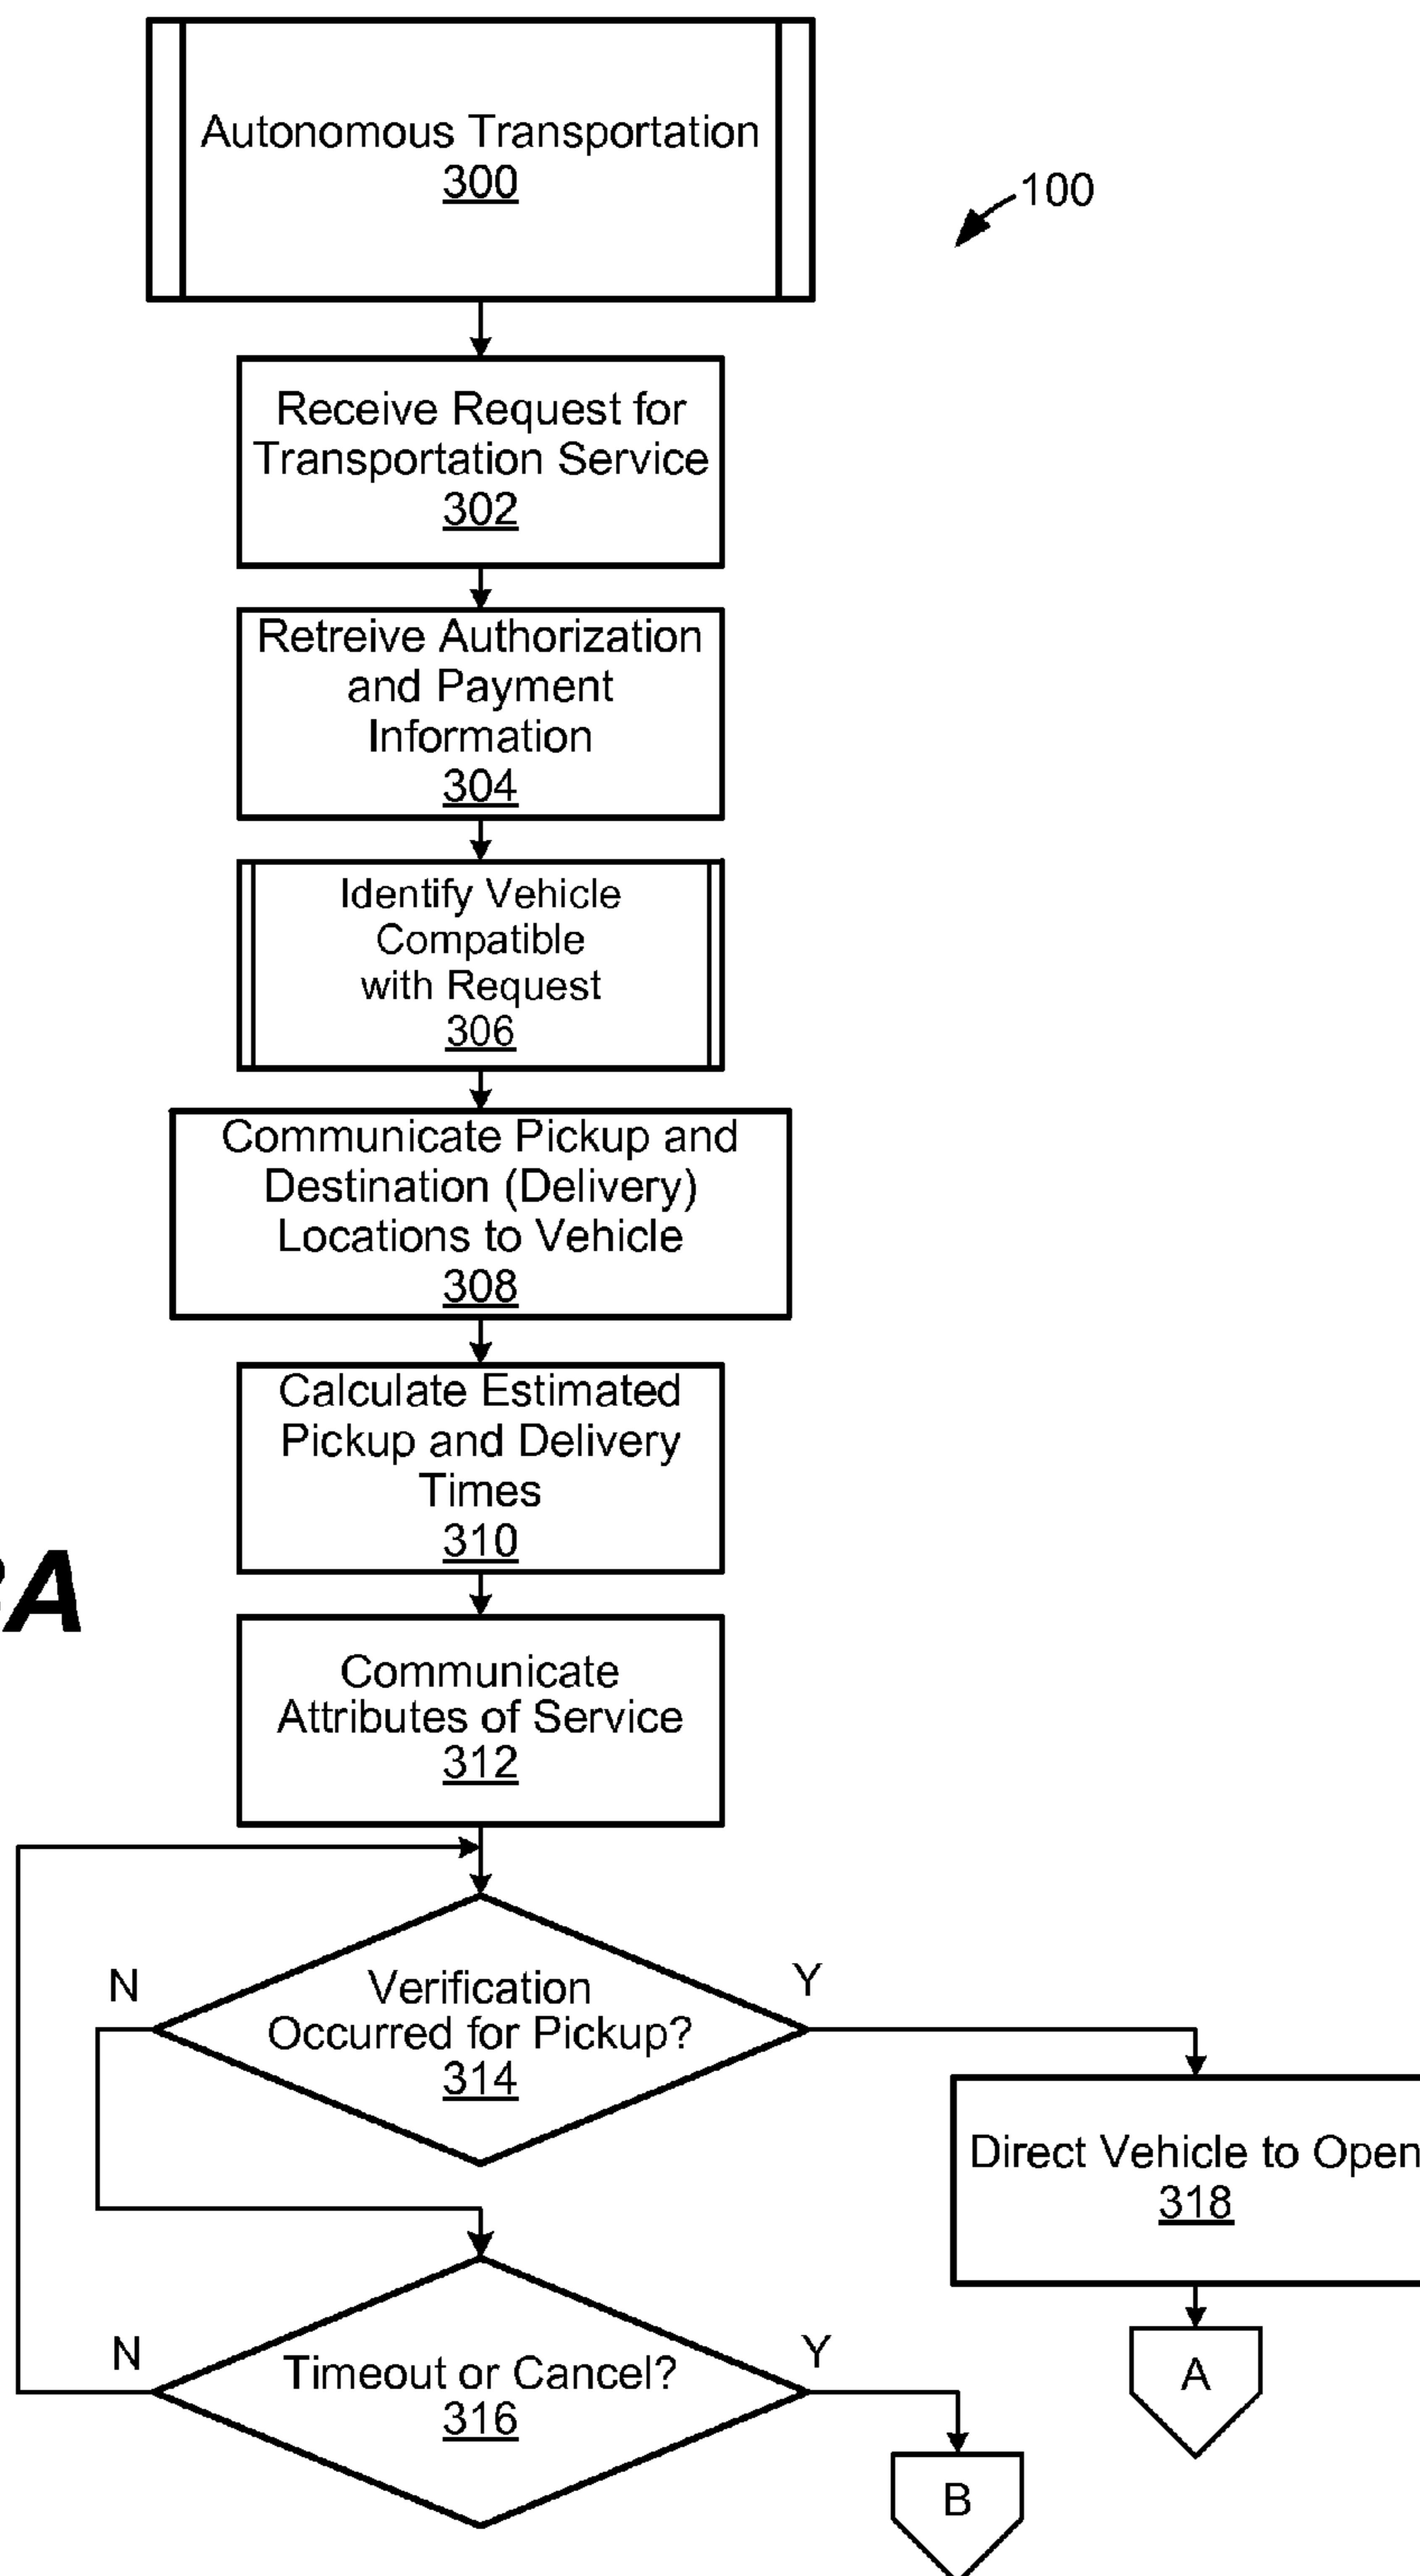 Autonomous Transportation
300
100
Receive Request for
Transportation Service
302
Retreive Authorization
and Payment
Information
304
Identify Vehicle
Compatible
with Request
306
Communicate Pickup and
Destination (Delivery)
Locations to Vehicle
308
Calculate Estimated
Pickup and Delivery
Times
310
A
Communicate
Attributes of Service
312
N
Verification
Occurred for Pickup?
314
Y
Direct Vehicle to Open
318
N
Timeout or Cancel?
316
Y
A
B